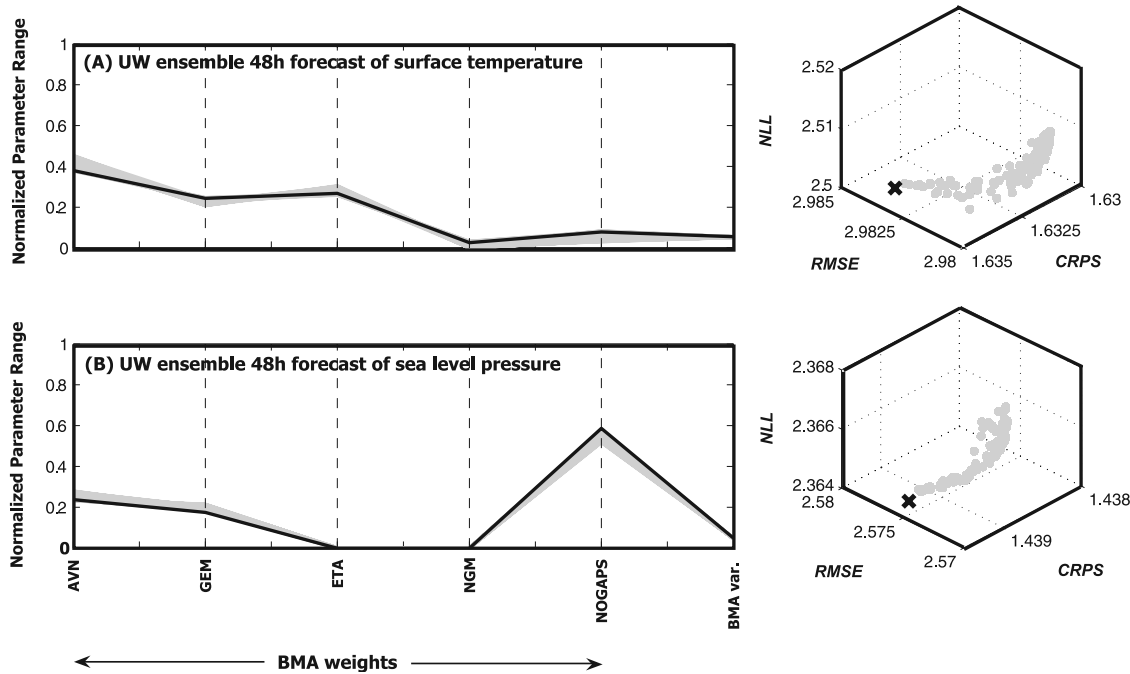 Normalized Parameter Range
1
0.8
0.6
0.4
0.2
0
(A) UW ensemble 48h forecast of surface temperature
NLL
2.52
2.51
2.5
2.985
2.9825
2.98
RMSE
1.635
1.6325
1.63
CRPS
Normalized Parameter Range
1
0.8
0.6
0.4
0.2
0
(B) UW ensemble 48h forecast of sea level pressure
AVN
GEM
ETA
NGM
NOGAPS
BMA var.
BMA weights
NLL
2.368
2.366
2.364
2.58
2.575
2.57
RMSE
1.439
1.438
CRPS